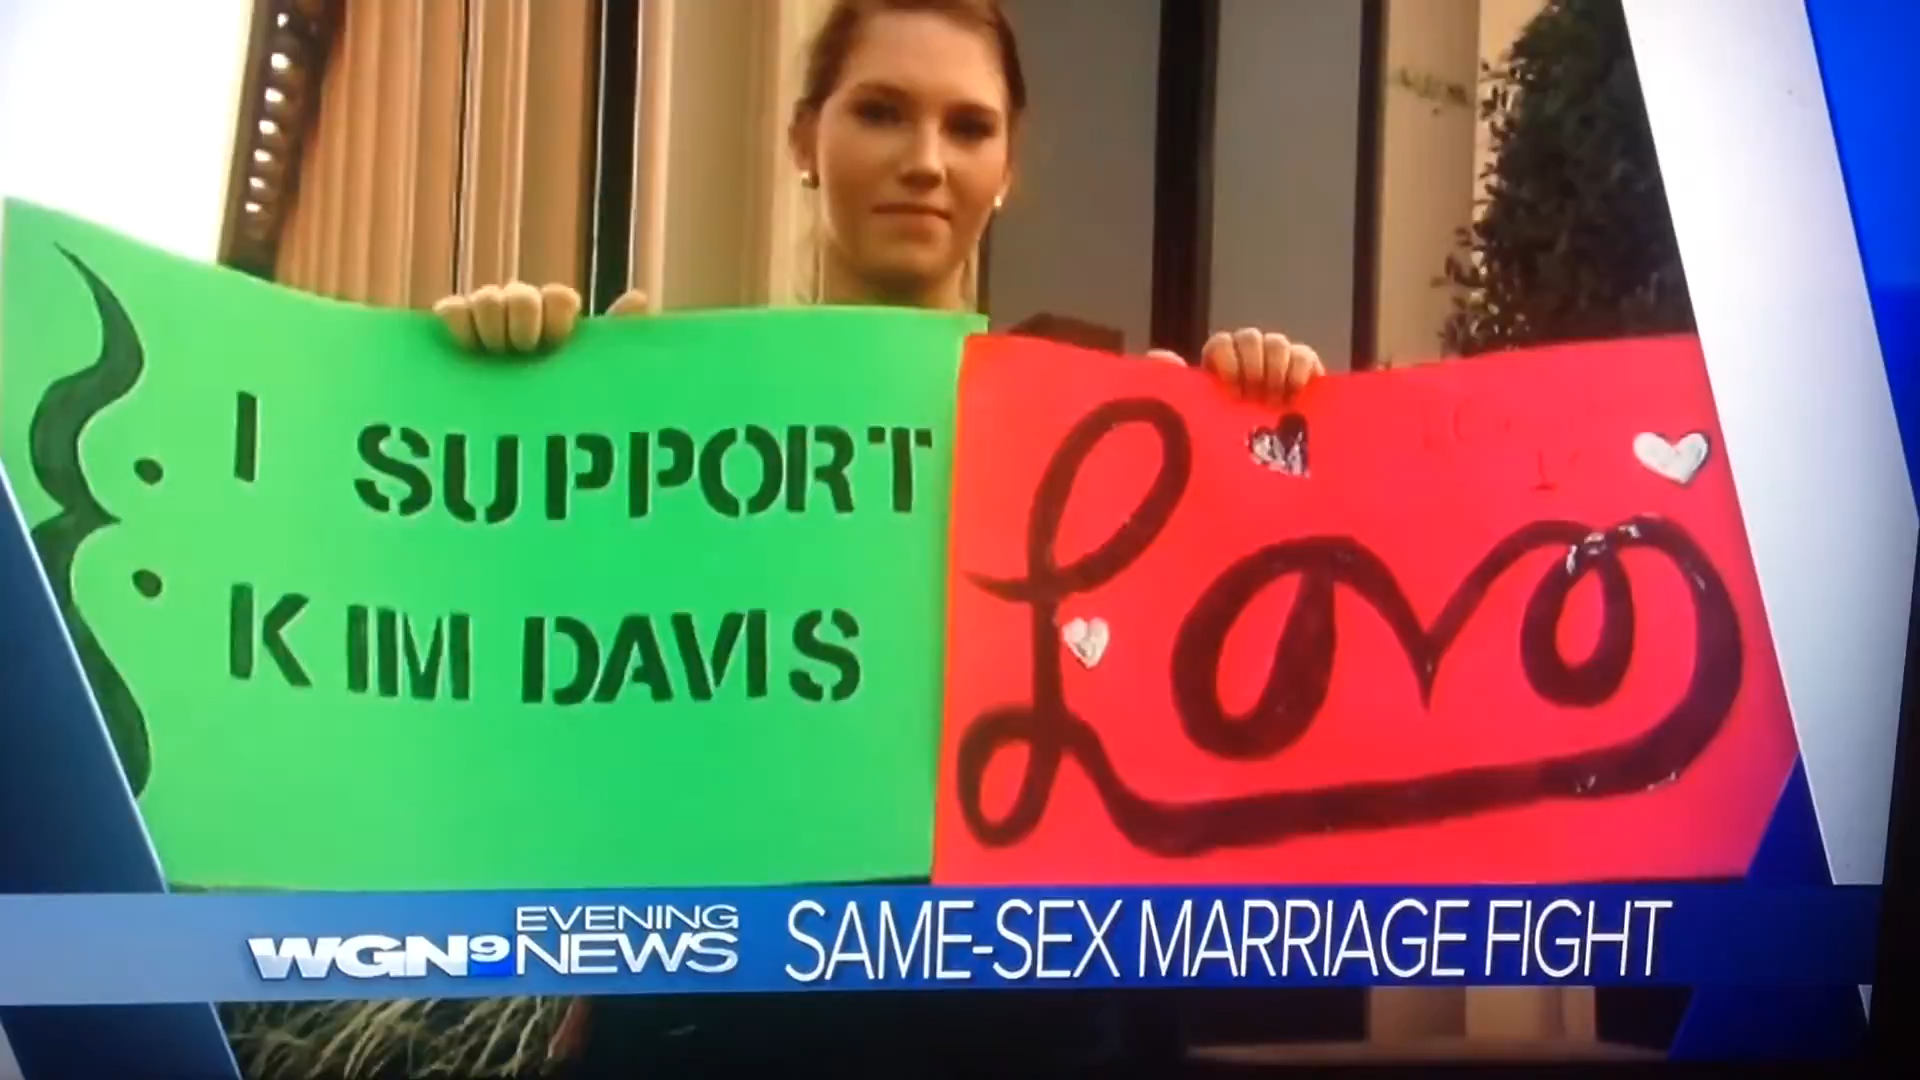 I SUPPORT
KIM DAVIS
Love
WGN9 EVENING NEWS
SAME-SEX MARRIAGE FIGHT